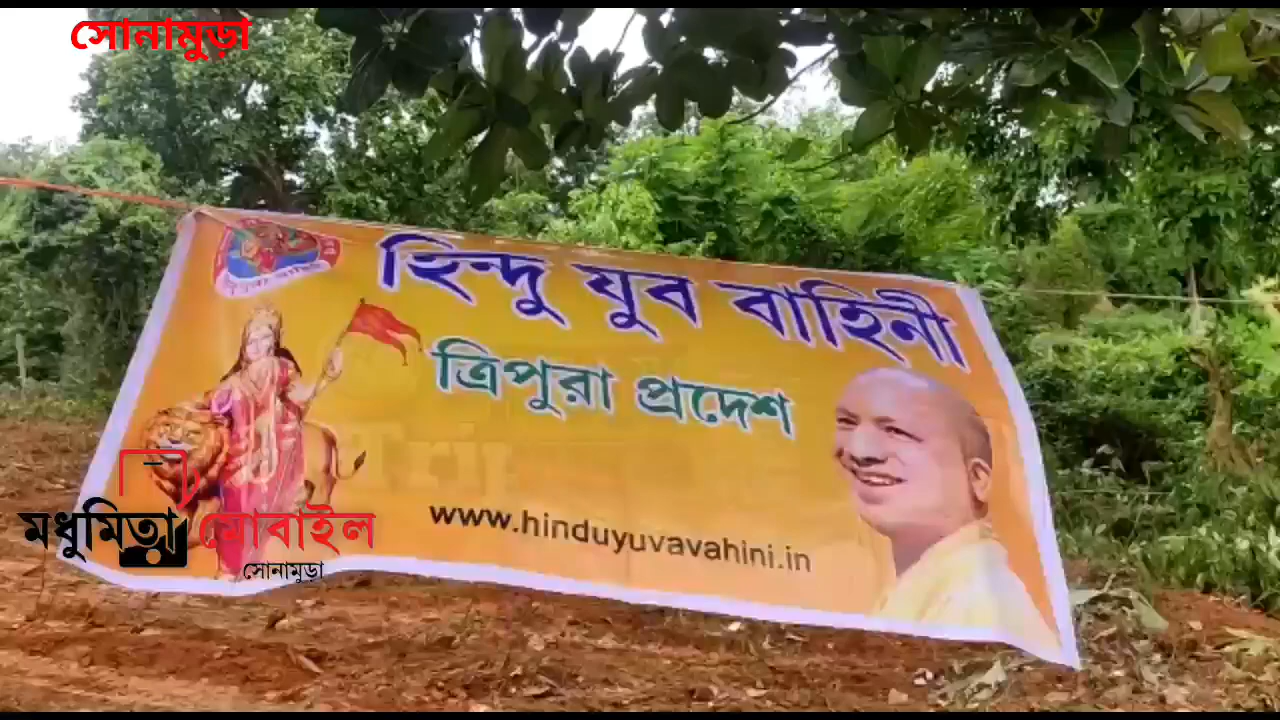 সোনামুড়া
হিন্দু যুব বাহিনী
ত্রিপুরা প্রদেশ
www.hinduyuvavahini.in
মধুমিতা মোবাইল
সোনামুড়া